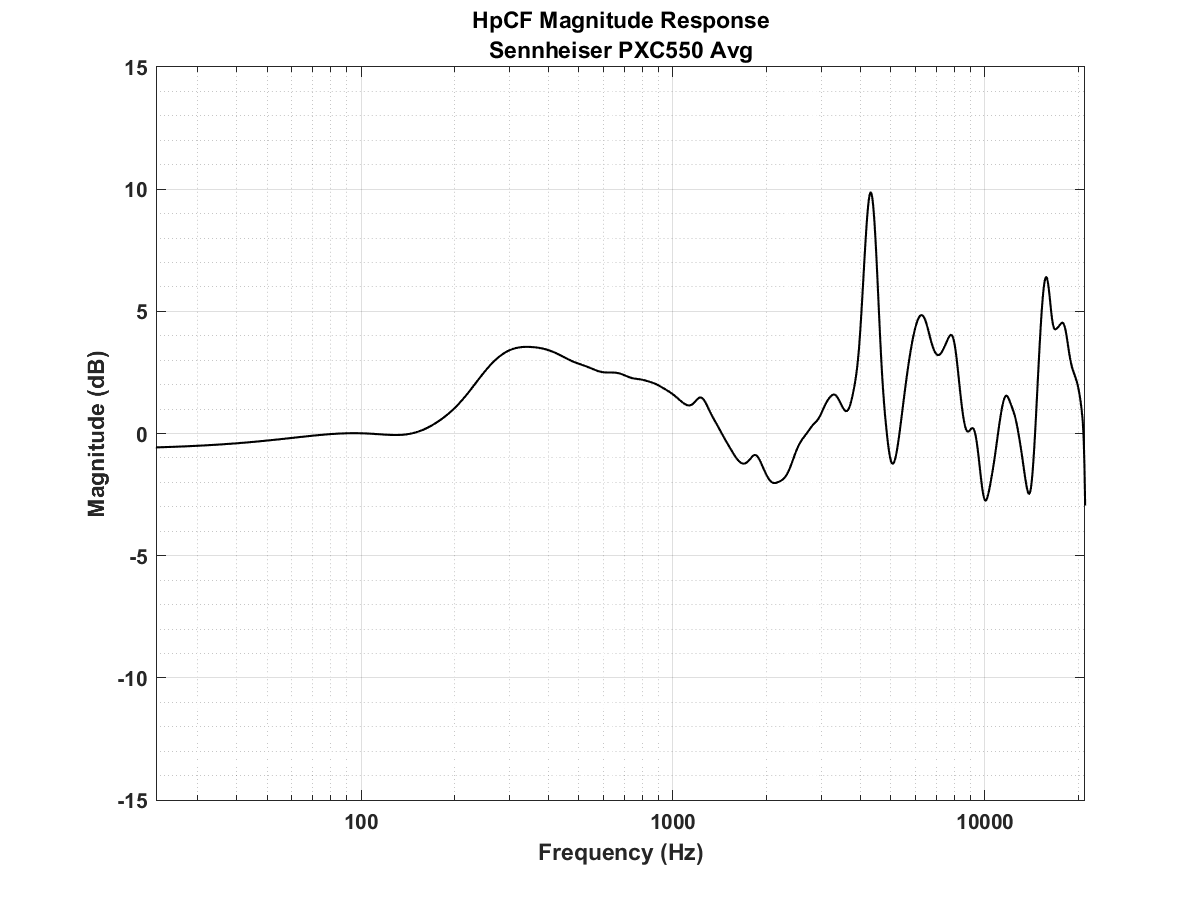 HpCF Magnitude Response
Sennheiser PXC550 Avg
15
10
5
0
-5
-10
-15
Magnitude (dB)
100
1000
10000
Frequency (Hz)